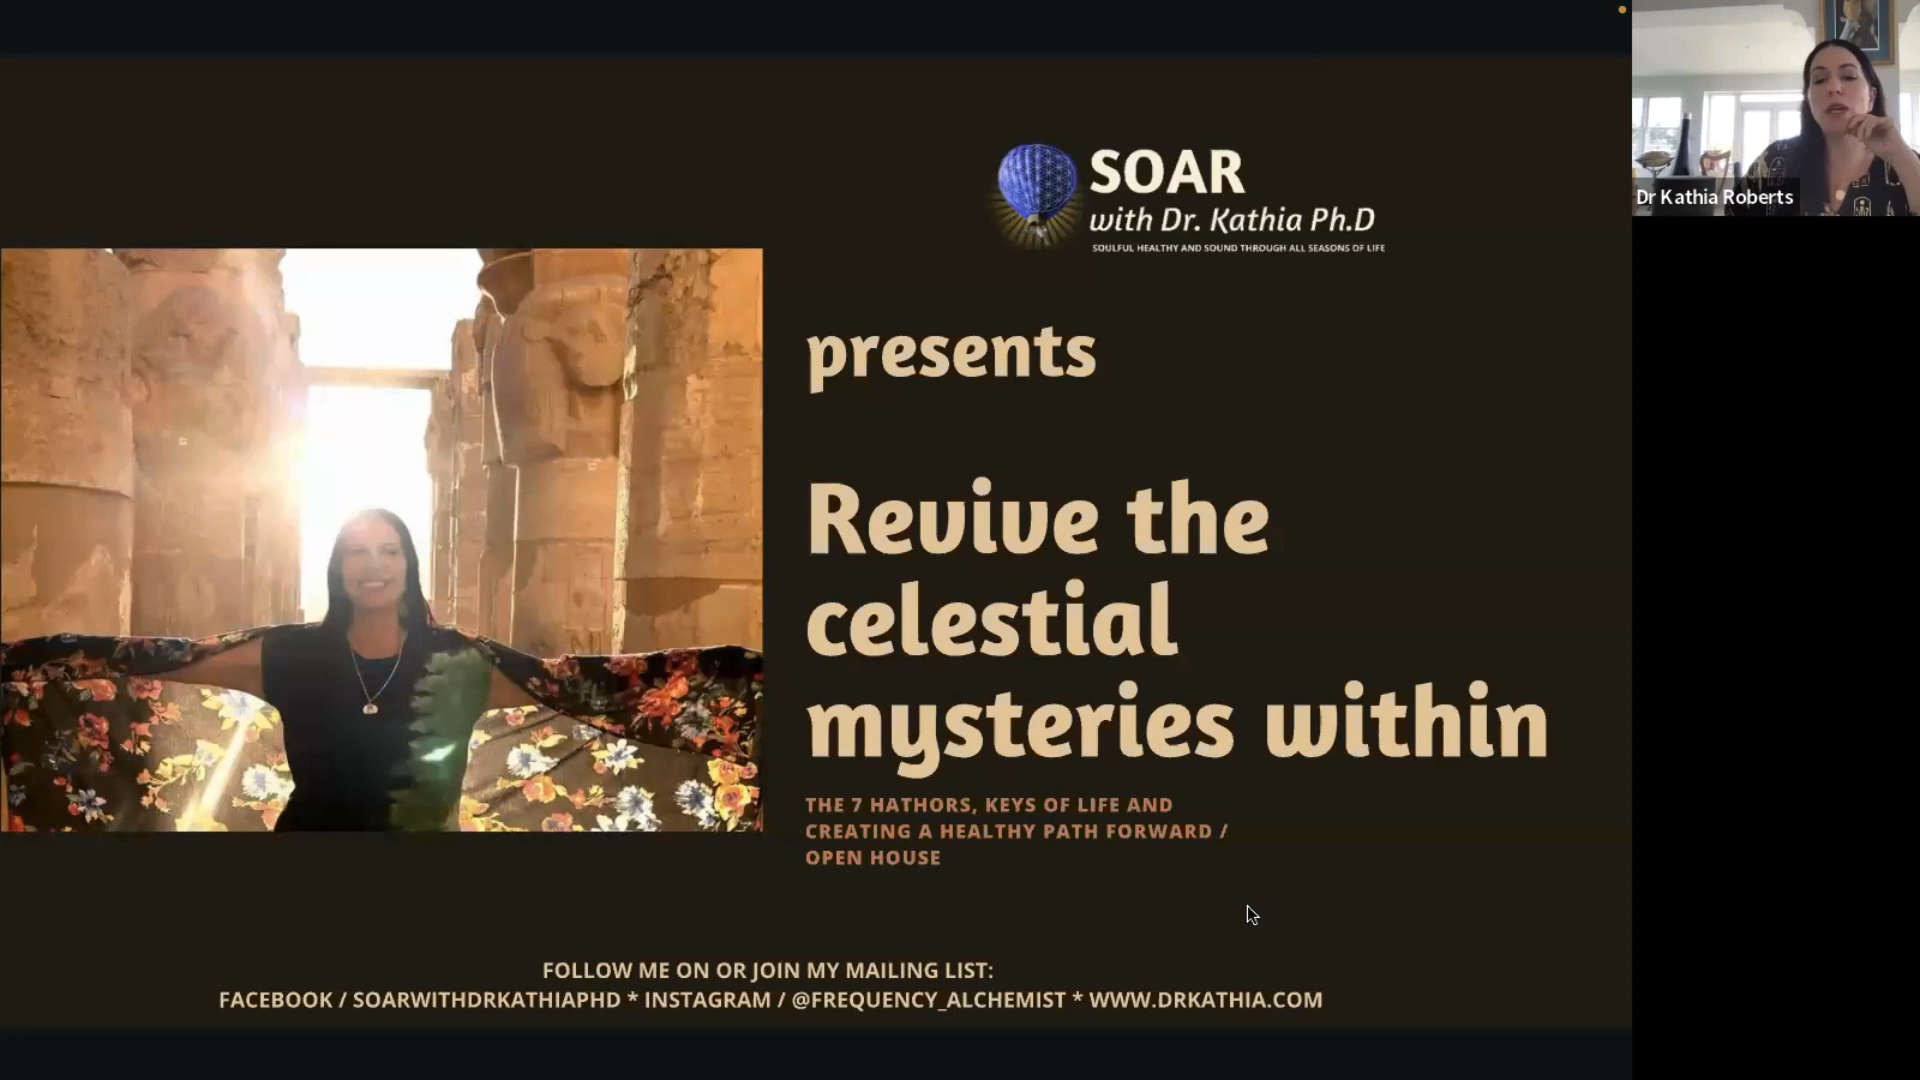 SOAR
with Dr. Kathia Ph.D
SOULFUL HEALTHY AND SOUND THROUGH ALL SEASONS OF LIFE
Dr Kathia Roberts
presents
Revive the
celestial
mysteries within
THE 7 HATHORS, KEYS OF LIFE AND
CREATING A HEALTHY PATH FORWARD /
OPEN HOUSE
FOLLOW ME ON OR JOIN MY MAILING LIST:
FACEBOOK / SOARWITHDRKATHIAPHD * INSTAGRAM / @FREQUENCY_ALCHEMIST * WWW.DRKATHIA.COM